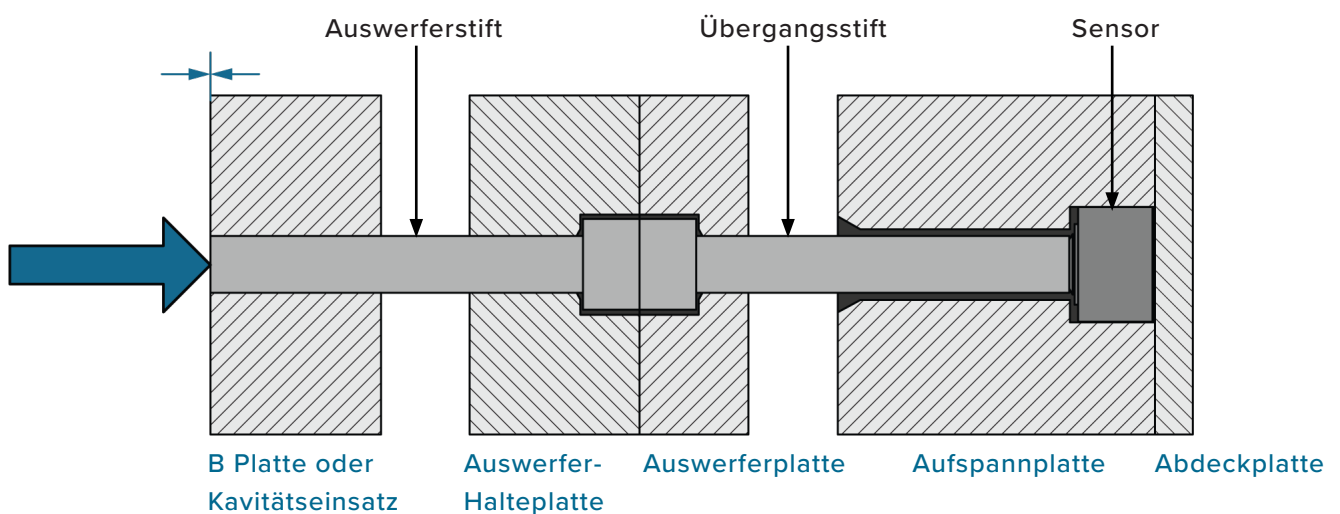 Auswerferstift
Übergangsstift
Sensor
B Platte oder
Kavitätseinsatz
Auswerfer-
Halteplatte
Auswerferplatte
Aufspannplatte
Abdeckplatte